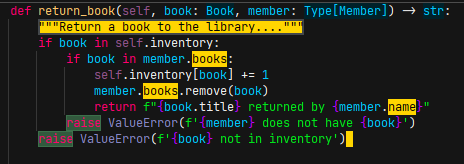 def return_book(self, book: Book, member: Type[Member]) -> str:
    """Return a book to the library...."""
    if book in self.inventory:
        if book in member.books:
            self.inventory[book] += 1
            member.books.remove(book)
            return f"{book.title} returned by {member.name}"
        raise ValueError(f'{member} does not have {book}')
    raise ValueError(f'{book} not in inventory')